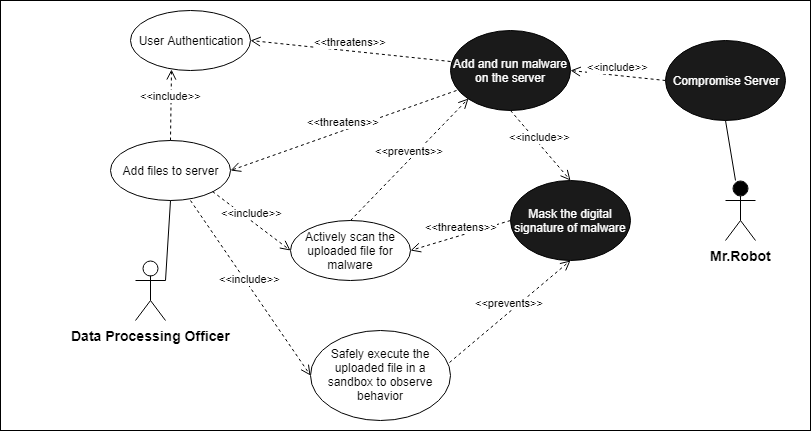 User Authentication
<<threatens>>
Add and run malware
on the server
<<include>>
Compromise Server
<<include>>
<<threatens>>
<<include>>
<<prevents>>
Add files to server
<<include>>
Actively scan the
uploaded file for
malware
<<threatens>>
Mask the digital
signature of malware
Mr.Robot
<<include>>
Data Processing Officer
<<prevents>>
Safely execute the
uploaded file in a
sandbox to observe
behavior